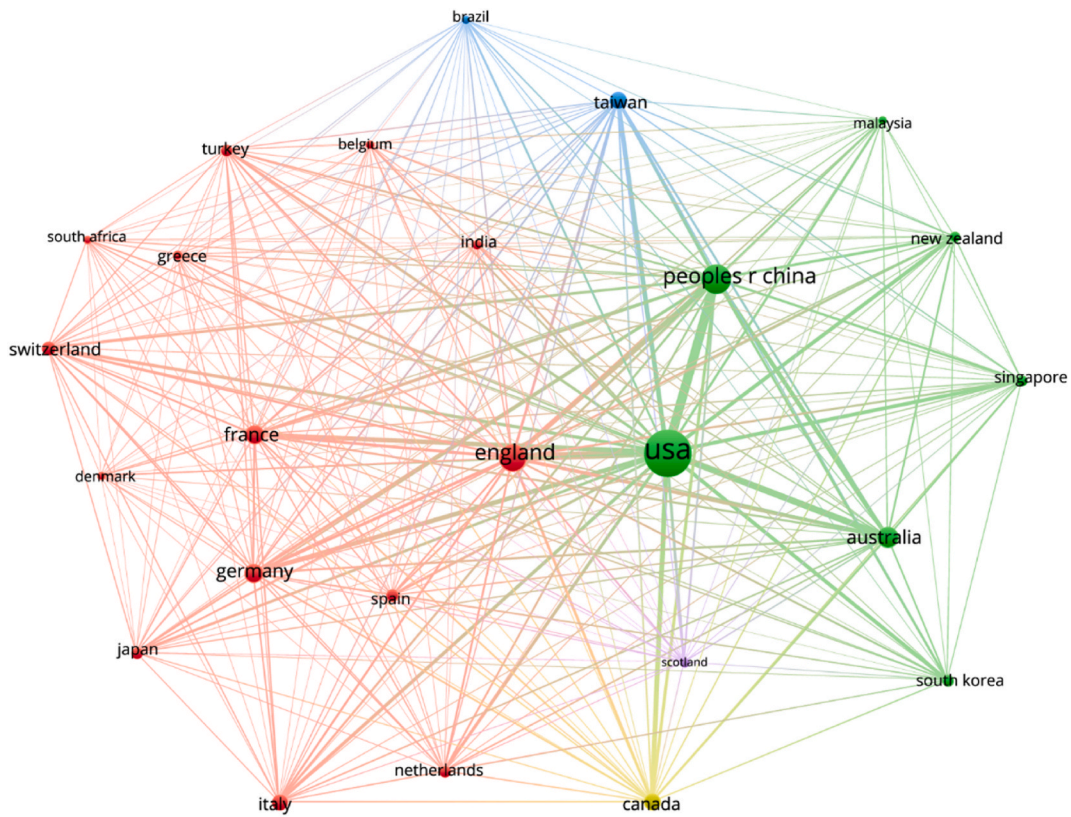 brazil
taiwan
malaysia
belgium
turkey
south africa
india
new zealand
greece
peoples r china
switzerland
singapore
france
england
usa
denmark
australia
germany
spain
japan
scotland
south korea
netherlands
italy
canada